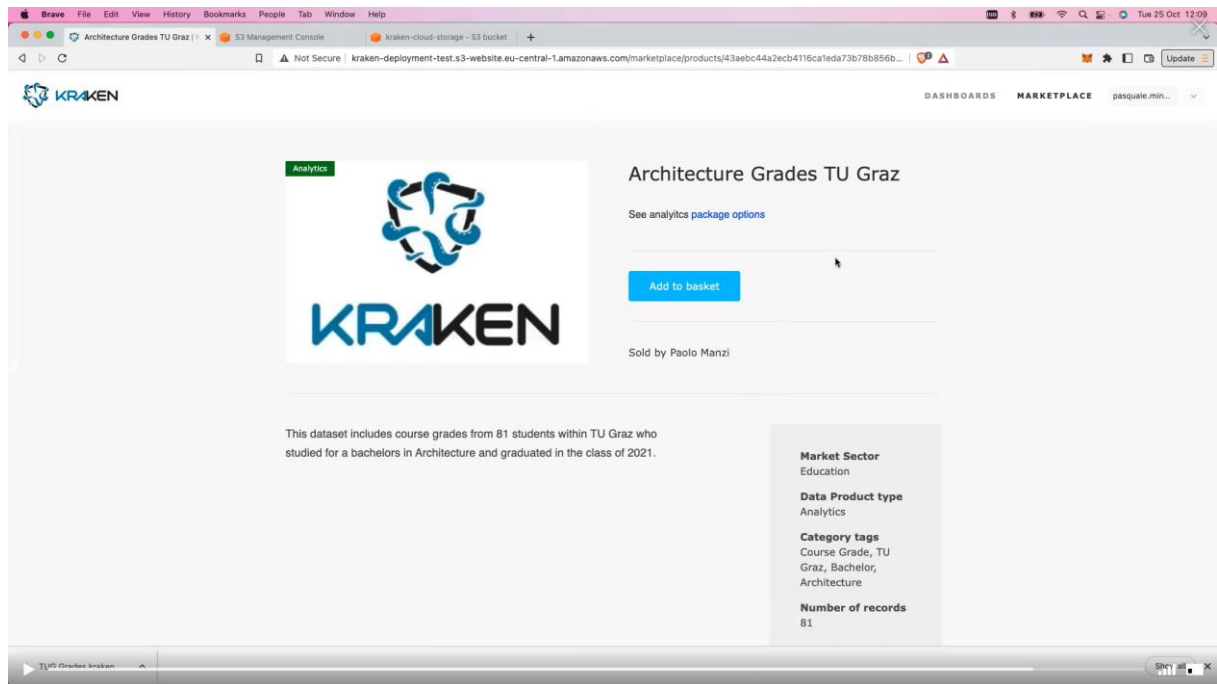 Brave File Edit View History Bookmarks People Tab Window Help Tue 25 Oct 12:09
Architecture Grades TU Graz | S3 Management Console kraken-cloud-storage - S3 bucket
Not Secure kraken-deployment-test.s3-website.eu-central-1.amazonaws.com/marketplace/products/43aebc44a2ecb4116ca1eda73b78b856b... Update
KRAKEN DASHBOARDS MARKETPLACE pasquale.min...
Analytics
KRAKEN
Architecture Grades TU Graz
See analyitcs package options
Add to basket
Sold by Paolo Manzi
This dataset includes course grades from 81 students within TU Graz who
studied for a bachelors in Architecture and graduated in the class of 2021.
Market Sector
Education
Data Product type
Analytics
Category tags
Course Grade, TU
Graz, Bachelor,
Architecture
Number of records
81
TUG Grades kraken